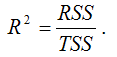 R² = RSS / TSS .